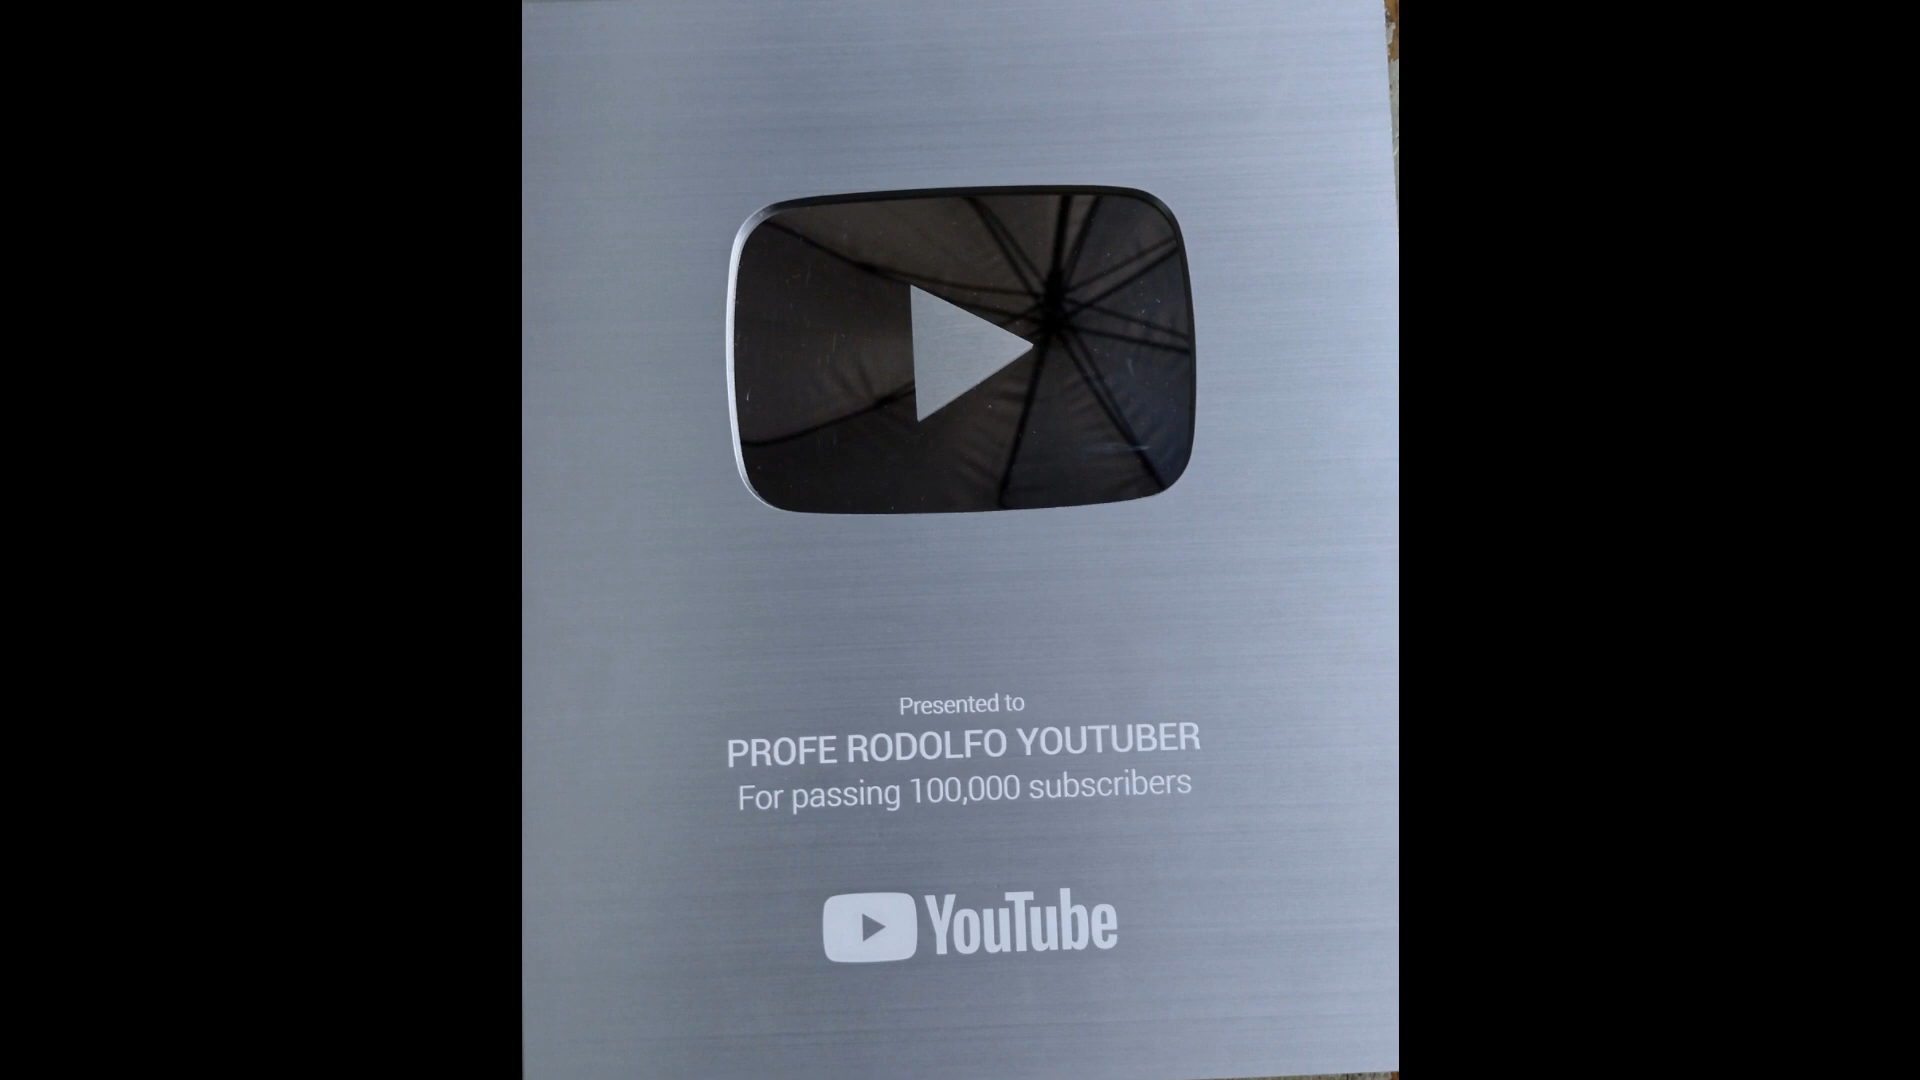 Presented to
PROFE RODOLFO YOUTUBER
For passing 100,000 subscribers
YouTube